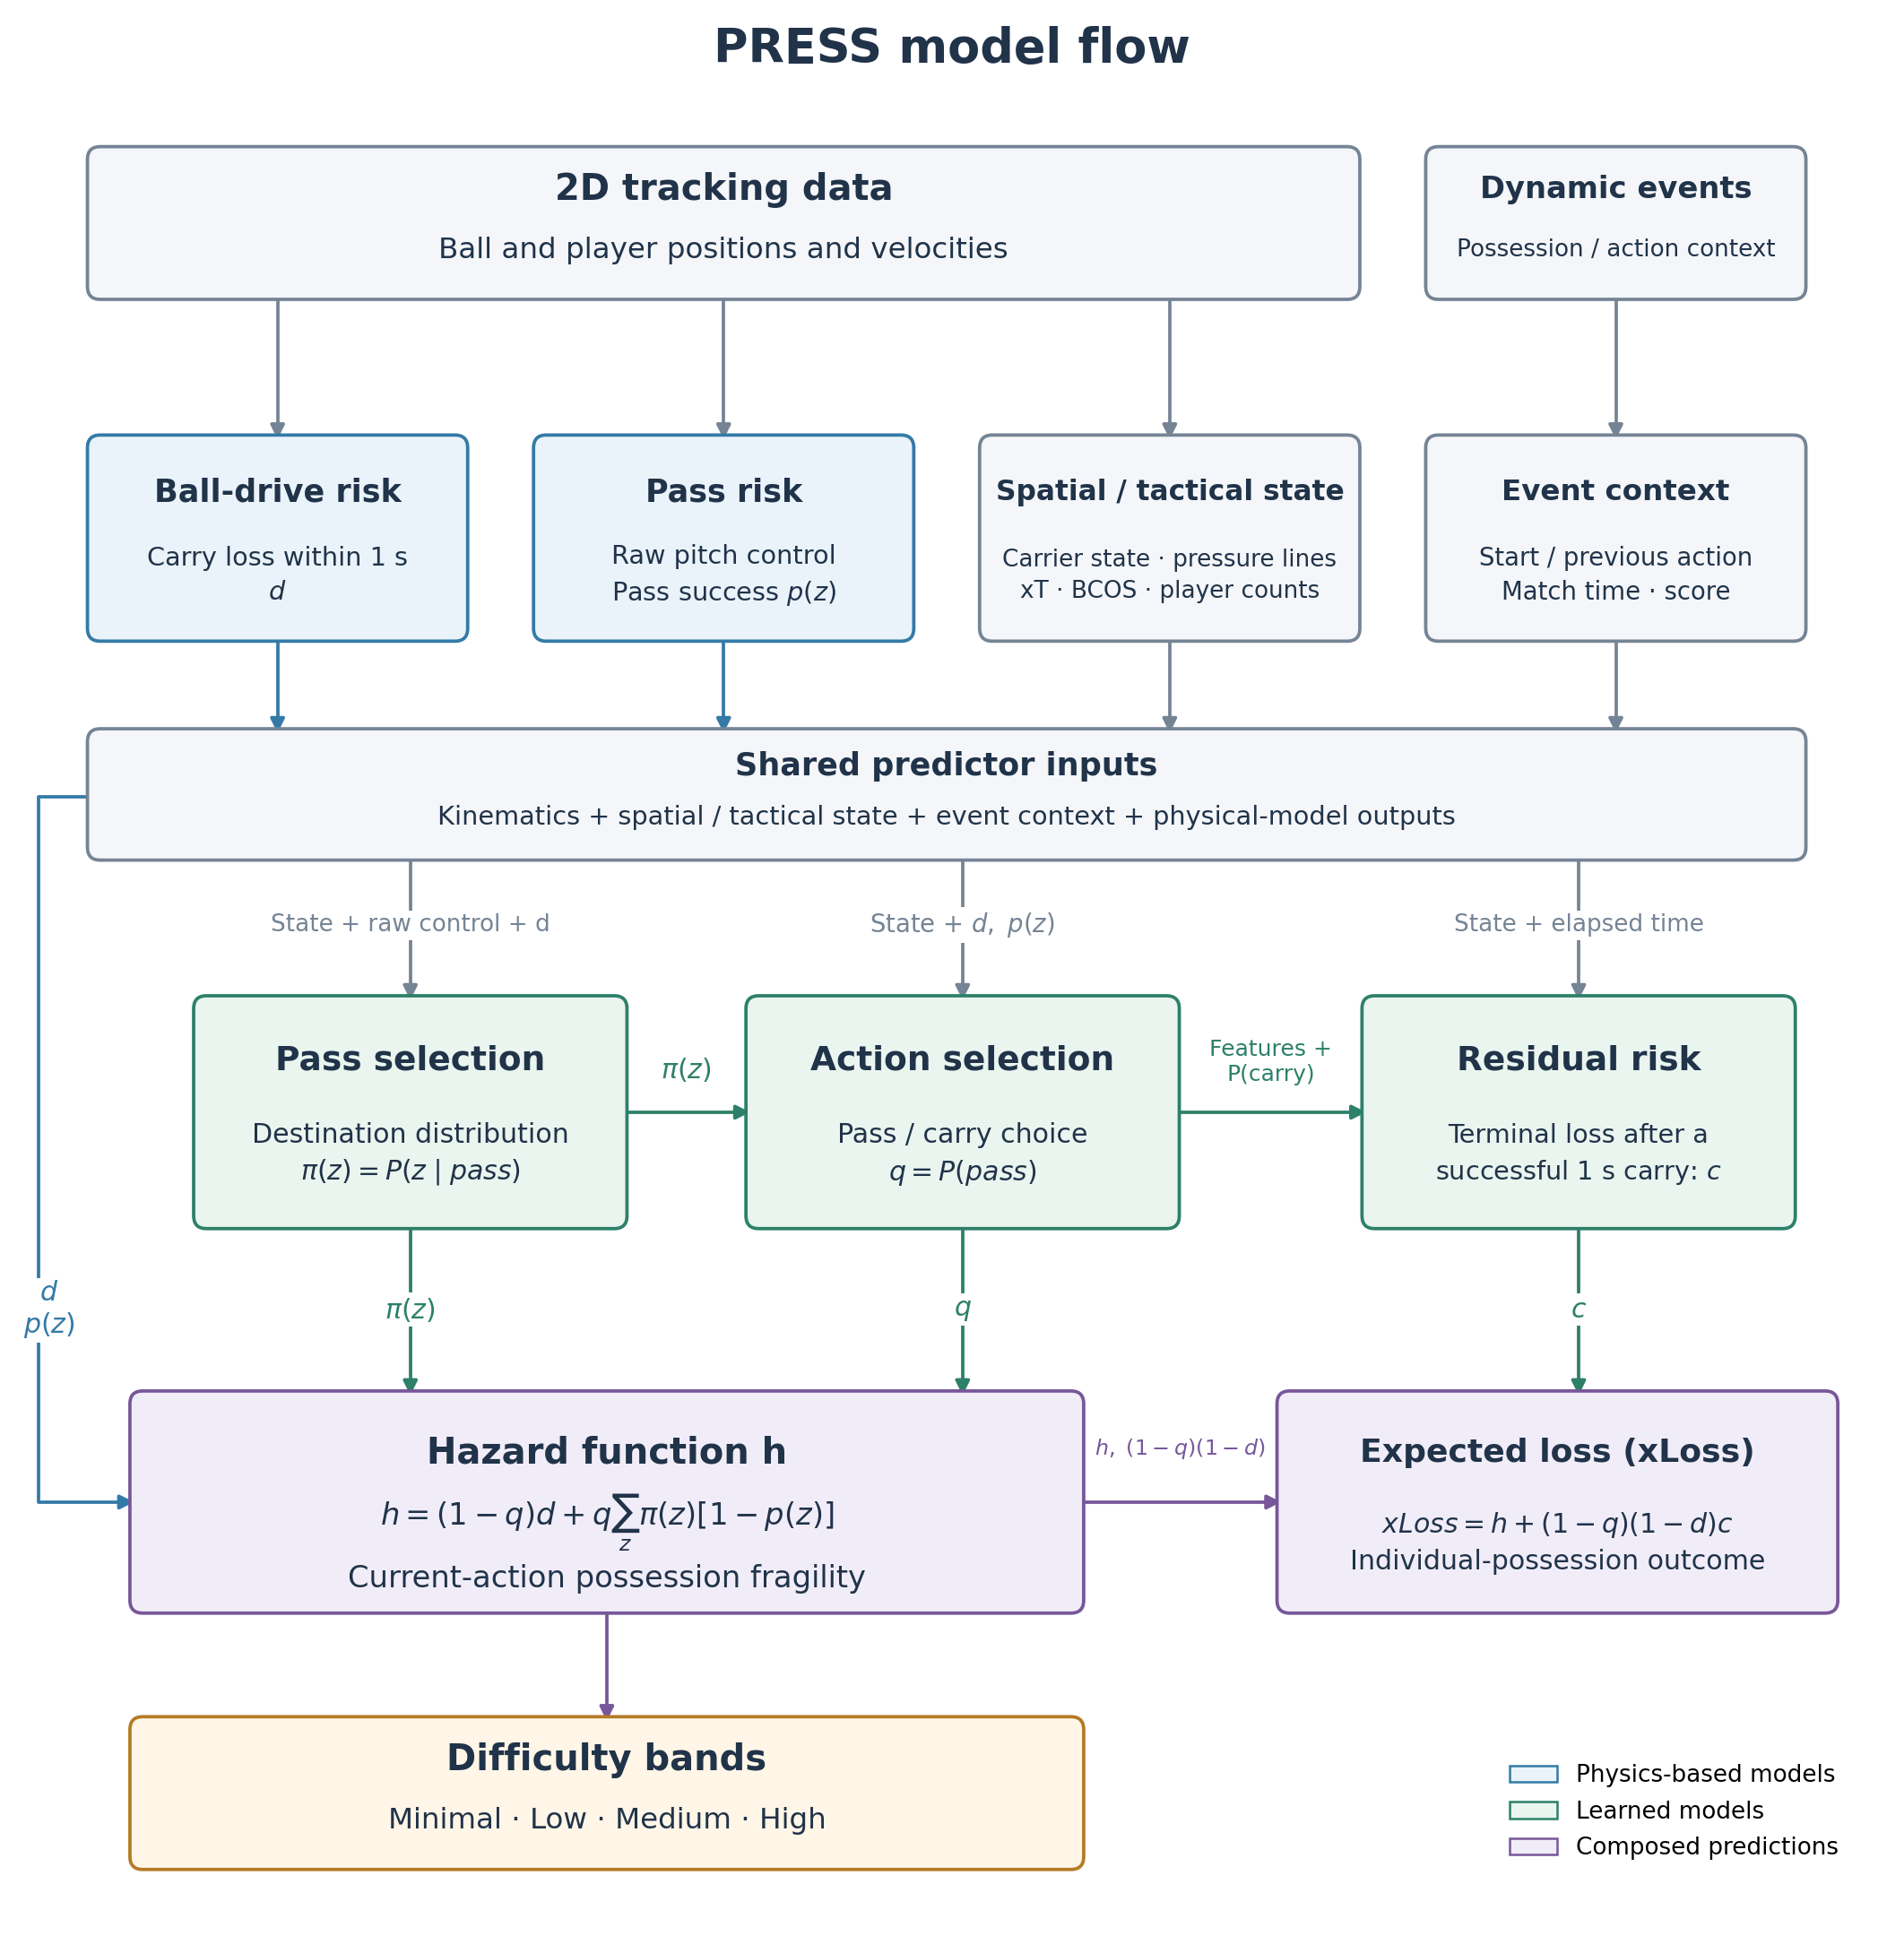 PRESS model flow
2D tracking data
Ball and player positions and velocities
Dynamic events
Possession / action context
Ball-drive risk
Carry loss within 1 s
d
Pass risk
Raw pitch control
Pass success p(z)
Spatial / tactical state
Carrier state · pressure lines
xT · BCOS · player counts
Event context
Start / previous action
Match time · score
Shared predictor inputs
Kinematics + spatial / tactical state + event context + physical-model outputs
State + raw control + d
State + d, p(z)
State + elapsed time
Pass selection
Destination distribution
π(z) = P(z | pass)
π(z)
Action selection
Pass / carry choice
q = P(pass)
Features +
P(carry)
Residual risk
Terminal loss after a
successful 1 s carry: c
d
p(z)
π(z)
q
c
Hazard function h
h = (1 − q)d + q∑π(z)[1 − p(z)]
z
Current-action possession fragility
h, (1 − q)(1 − d)
Expected loss (xLoss)
xLoss = h + (1 − q)(1 − d)c
Individual-possession outcome
Difficulty bands
Minimal · Low · Medium · High
Physics-based models
Learned models
Composed predictions